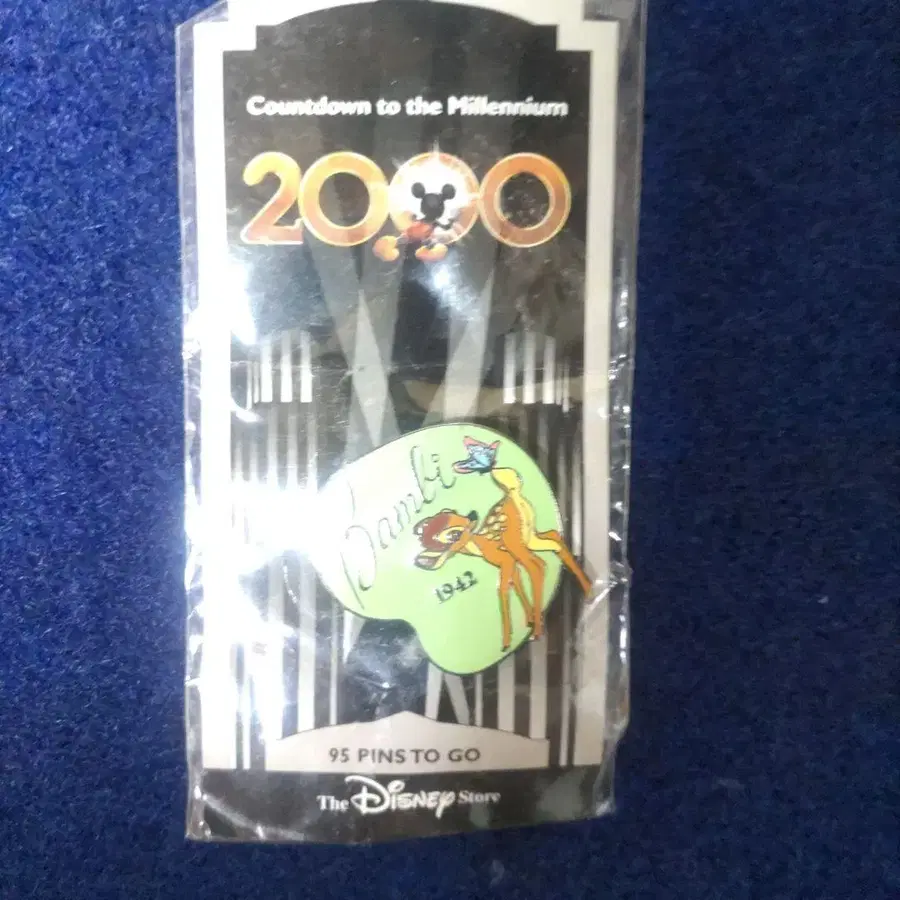 Countdown to the Millennium
2000
Bambi
1942
95 PINS TO GO
The Disney Store